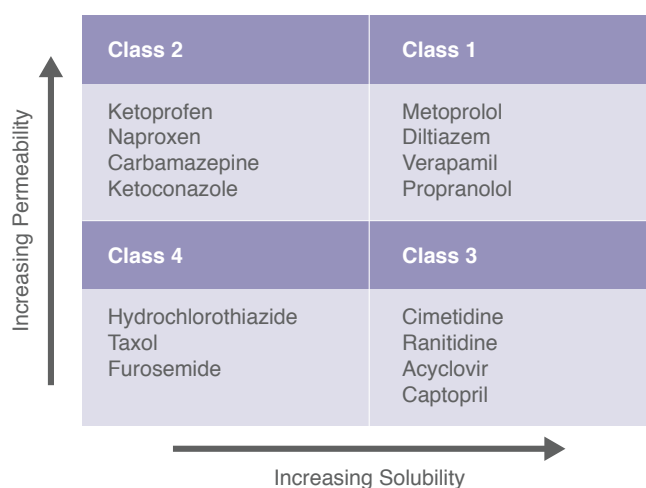 Class 2
Ketoprofen
Naproxen
Carbamazepine
Ketoconazole
Class 1
Metoprolol
Diltiazem
Verapamil
Propranolol
Class 4
Hydrochlorothiazide
Taxol
Furosemide
Class 3
Cimetidine
Ranitidine
Acyclovir
Captopril
Increasing Permeability
Increasing Solubility